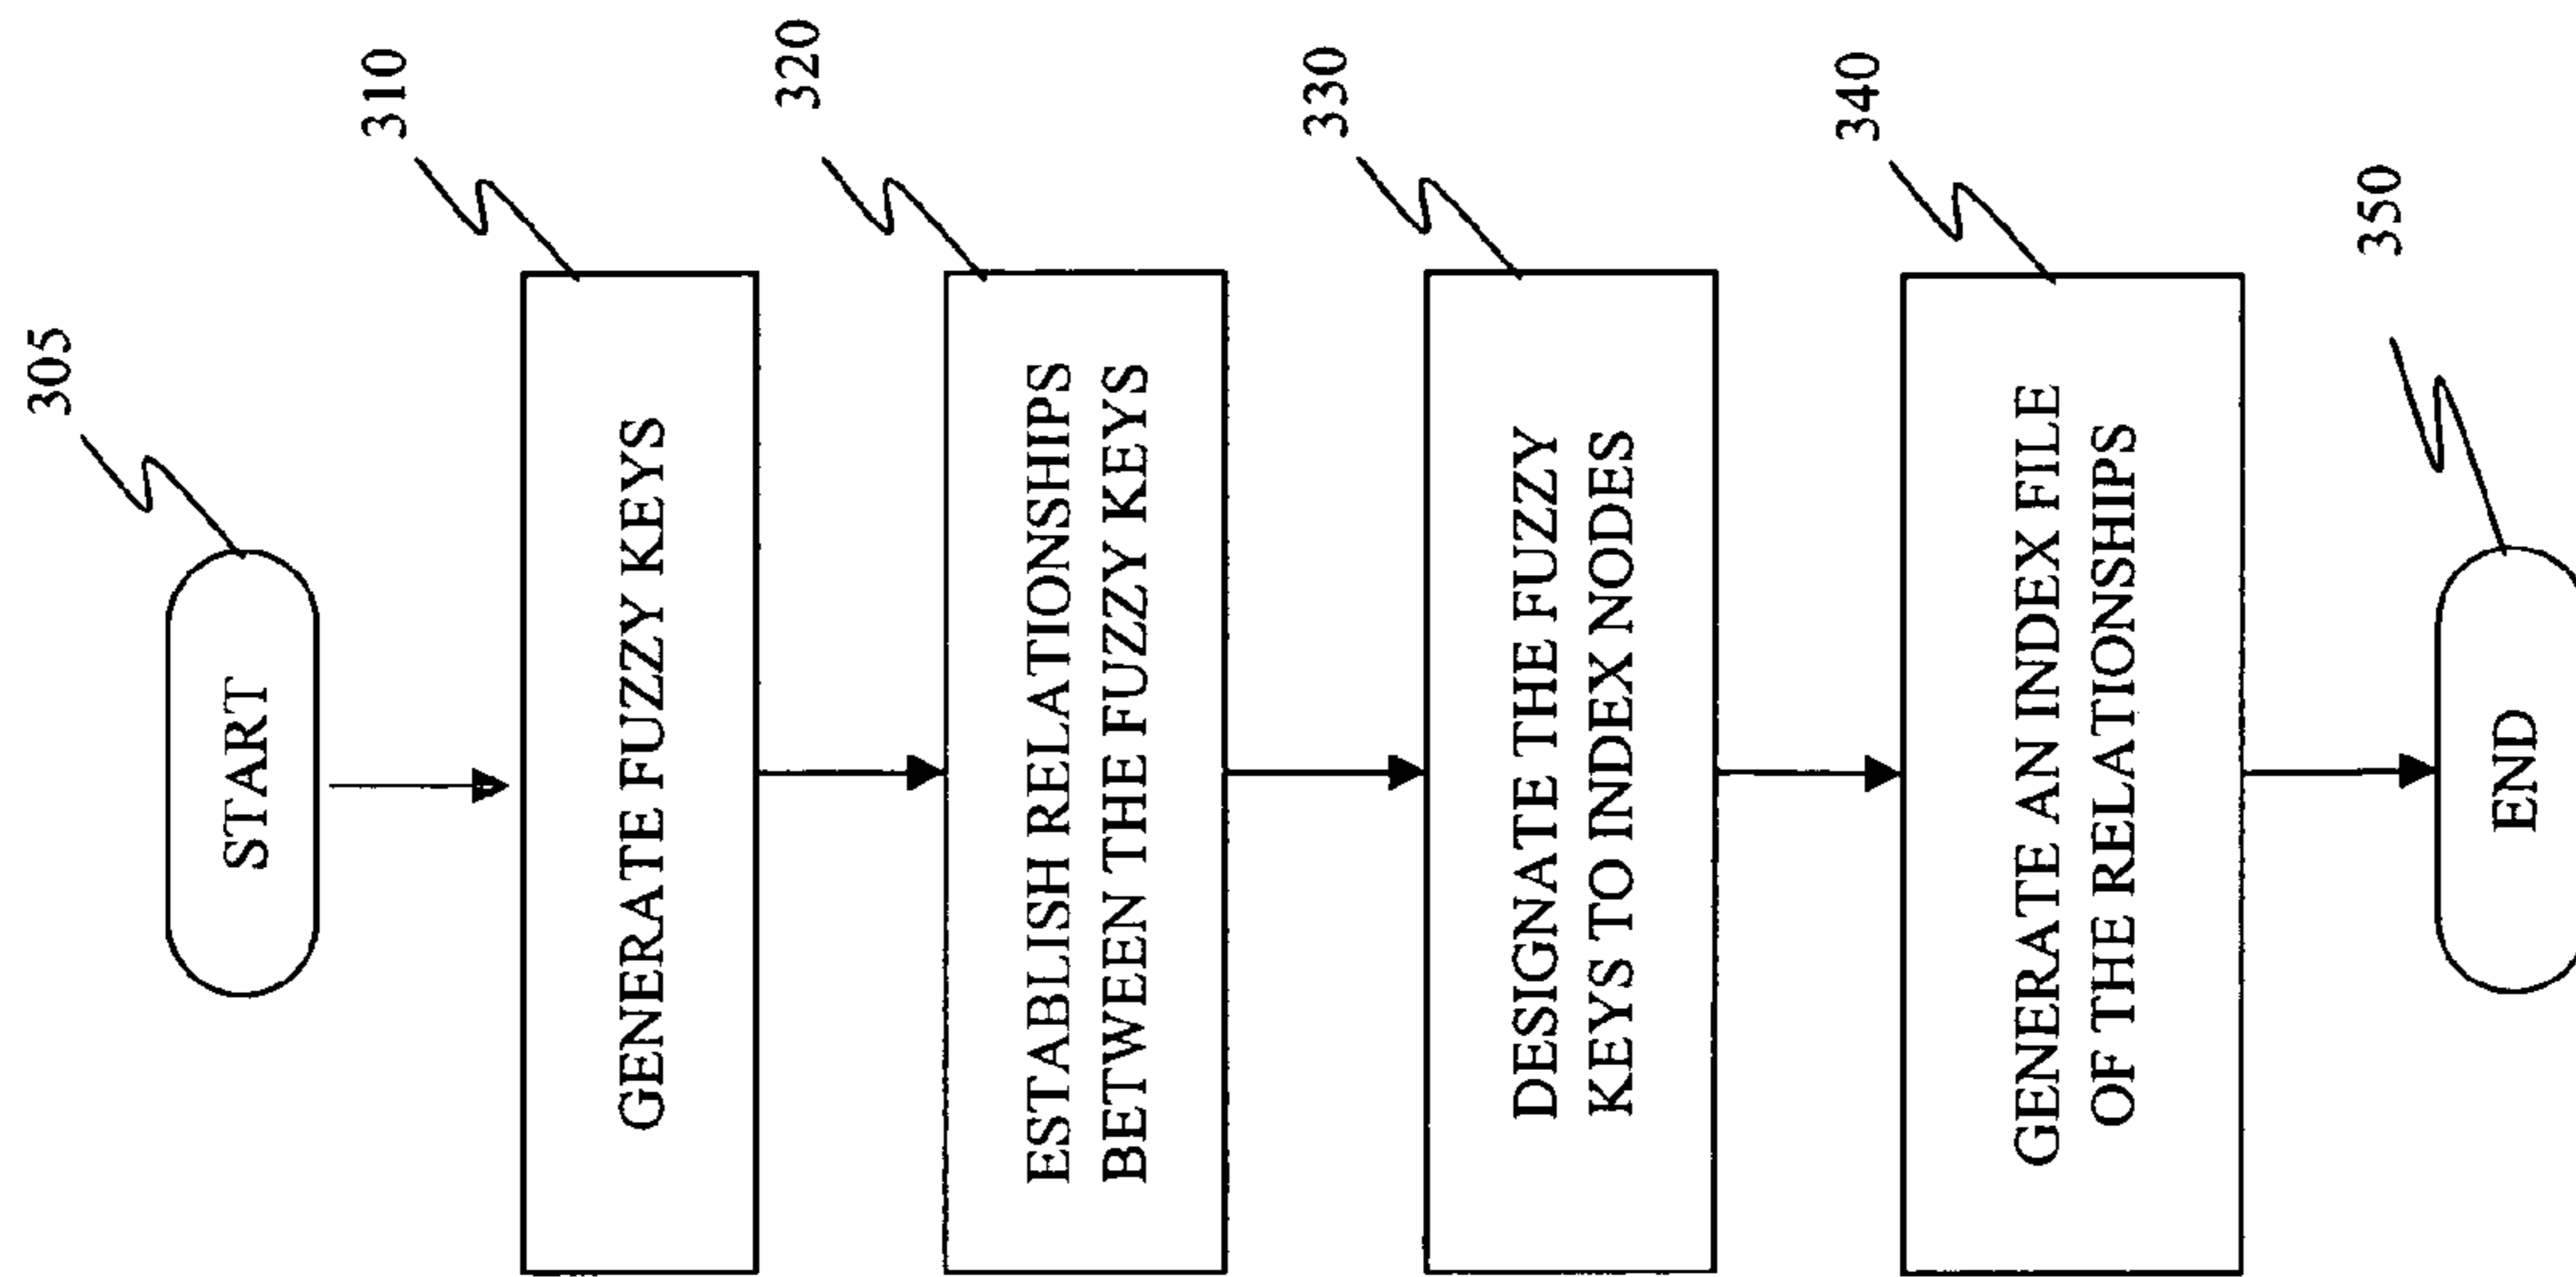 305
START
310
GENERATE FUZZY KEYS
320
ESTABLISH RELATIONSHIPS
BETWEEN THE FUZZY KEYS
330
DESIGNATE THE FUZZY
KEYS TO INDEX NODES
340
GENERATE AN INDEX FILE
OF THE RELATIONSHIPS
350
END